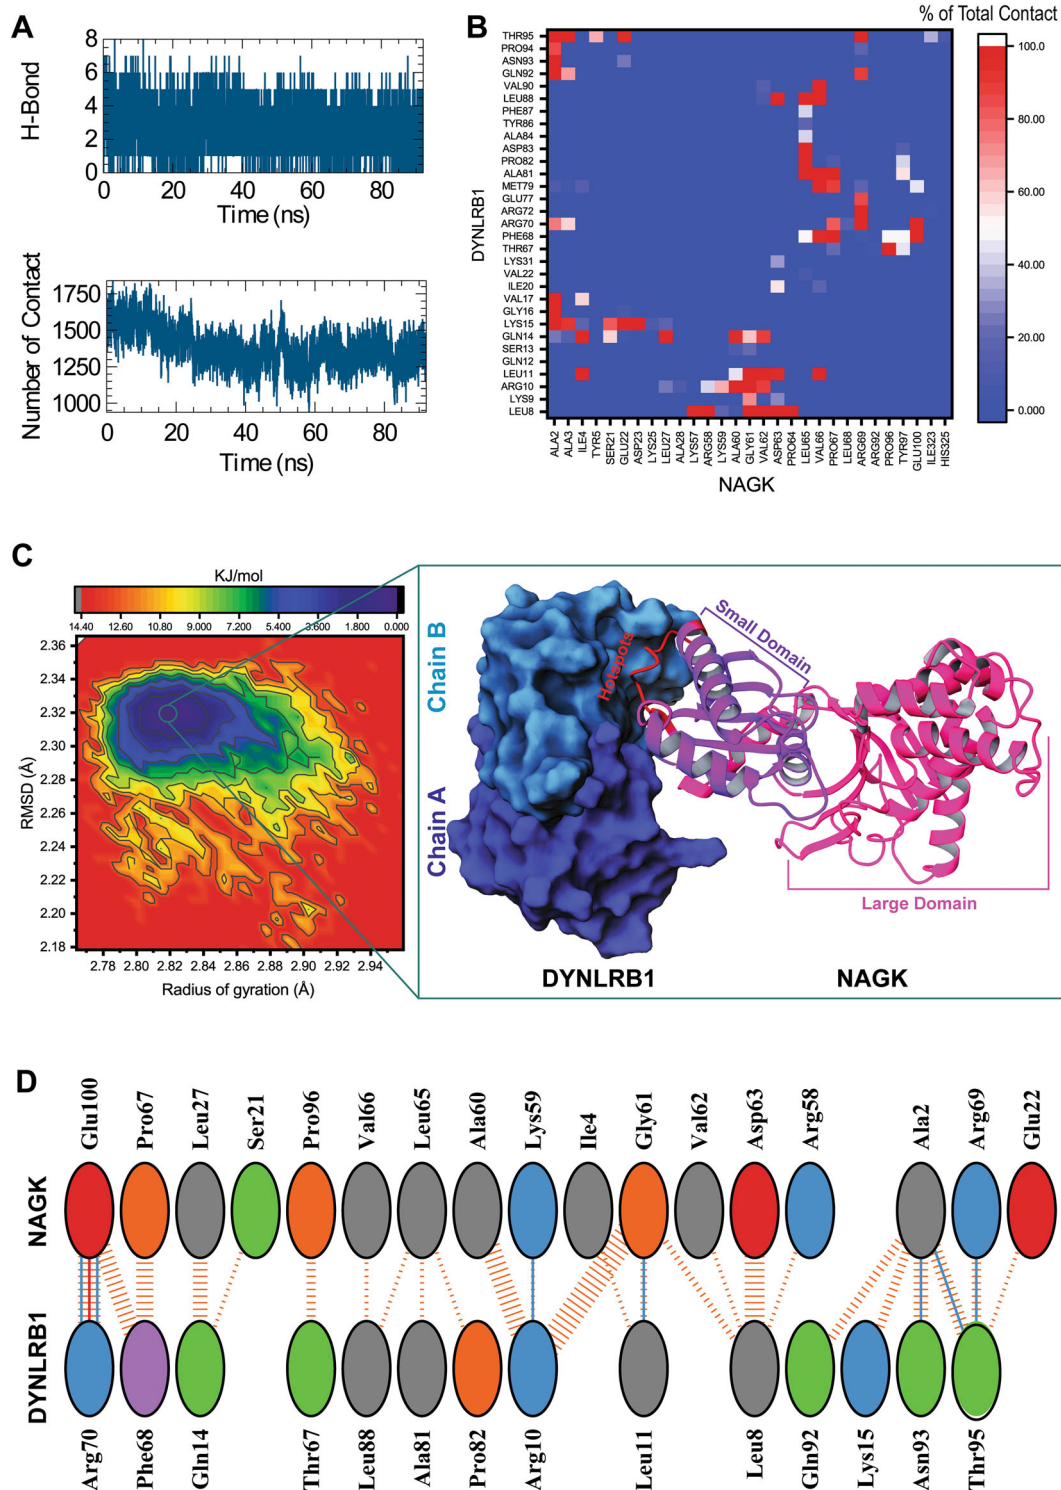 A
H-Bond
8
6
4
2
0
0
20
40
60
80
Time (ns)
Number of Contact
1750
1500
1250
1000
Time (ns)
B
% of Total Contact
100.0
80.00
60.00
40.00
20.00
0.000
DYNLRB1
THR95
PRO94
ASN93
GLN92
VAL90
LEU88
PHE87
TYR86
ALA84
ASP83
PRO82
ALA81
MET79
GLU77
ARG72
ARG70
PHE68
THR67
LYS31
VAL22
ILE20
VAL17
GLY16
LYS15
GLN14
SER13
GLN12
LEU11
ARG10
LYS9
LEU8
ALA2
ALA3
ILE4
TYR5
SER21
GLU22
ASP23
LYS25
LEU27
ALA28
LYS57
ARG58
LYS59
ALA60
GLY61
VAL62
ASP63
PRO64
LEU65
VAL66
PRO67
LEU68
ARG69
ARG92
PRO96
TYR97
GLU100
ILE323
HIS325
NAGK
C
KJ/mol
14.40 12.60 10.80 9.000 7.200 5.400 3.600 1.800 0.000
RMSD (Å)
2.36
2.34
2.32
2.30
2.28
2.26
2.24
2.22
2.20
2.18
2.78 2.80 2.82 2.84 2.86 2.88 2.90 2.92 2.94
Radius of gyration (Å)
Chain B
Chain A
Hotspots
Small Domain
Large Domain
DYNLRB1
NAGK
D
NAGK
Glu100
Pro67
Leu27
Ser21
Pro96
Val66
Leu65
Ala60
Lys59
Ile4
Gly61
Val62
Asp63
Arg58
Ala2
Arg69
Glu22
DYNLRB1
Arg70
Phe68
Gln14
Thr67
Leu88
Ala81
Pro82
Arg10
Leu11
Leu8
Gln92
Lys15
Asn93
Thr95